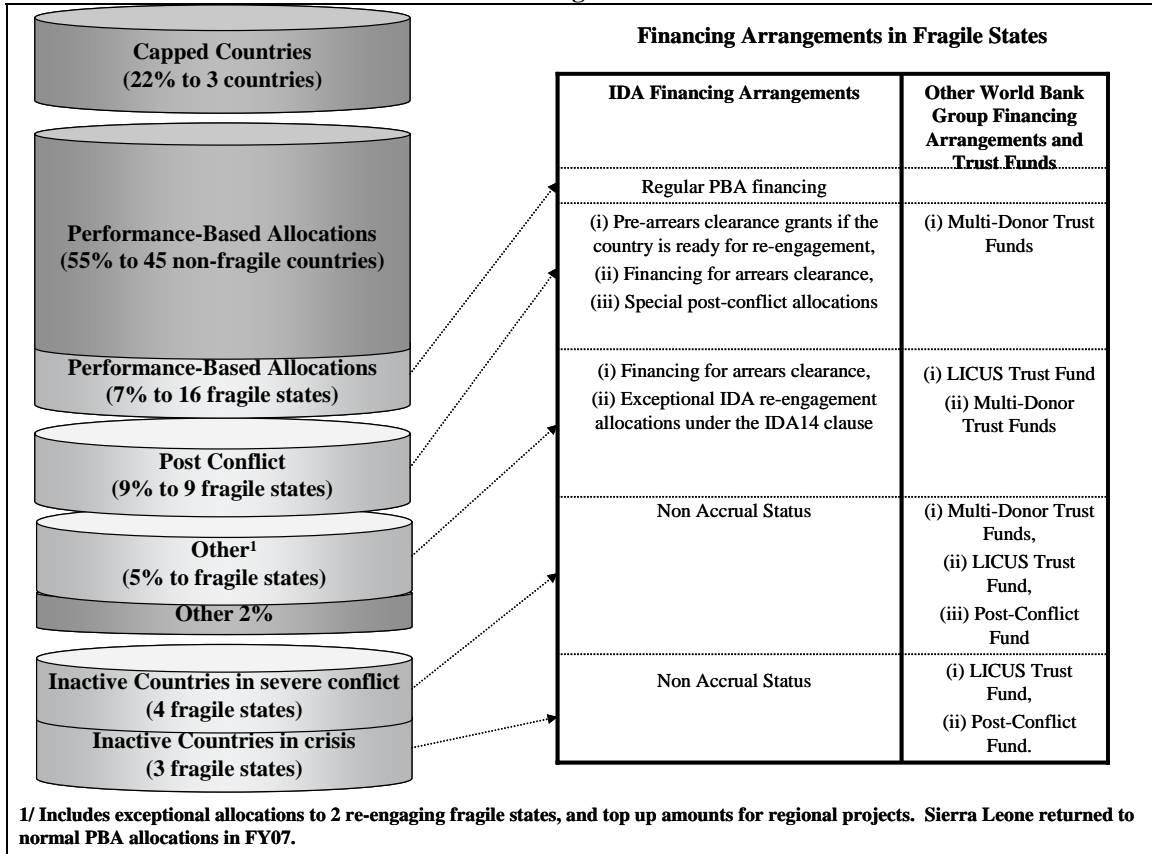 Capped Countries
(22% to 3 countries)
Performance-Based Allocations
(55% to 45 non-fragile countries)
Performance-Based Allocations
(7% to 16 fragile states)
Post Conflict
(9% to 9 fragile states)
Other¹
(5% to fragile states)
Other 2%
Inactive Countries in severe conflict
(4 fragile states)
Inactive Countries in crisis
(3 fragile states)
Financing Arrangements in Fragile States
IDA Financing Arrangements
Other World Bank
Group Financing
Arrangements and
Trust Funds
Regular PBA financing
(i) Pre-arrears clearance grants if the
country is ready for re-engagement,
(ii) Financing for arrears clearance,
(iii) Special post-conflict allocations
(i) Multi-Donor Trust
Funds
(i) Financing for arrears clearance,
(ii) Exceptional IDA re-engagement
allocations under the IDA14 clause
(i) LICUS Trust Fund
(ii) Multi-Donor
Trust Funds
Non Accrual Status
(i) Multi-Donor Trust
Funds,
(ii) LICUS Trust
Fund,
(iii) Post-Conflict
Fund
Non Accrual Status
(i) LICUS Trust
Fund,
(ii) Post-Conflict
Fund.
1/ Includes exceptional allocations to 2 re-engaging fragile states, and top up amounts for regional projects. Sierra Leone returned to
normal PBA allocations in FY07.